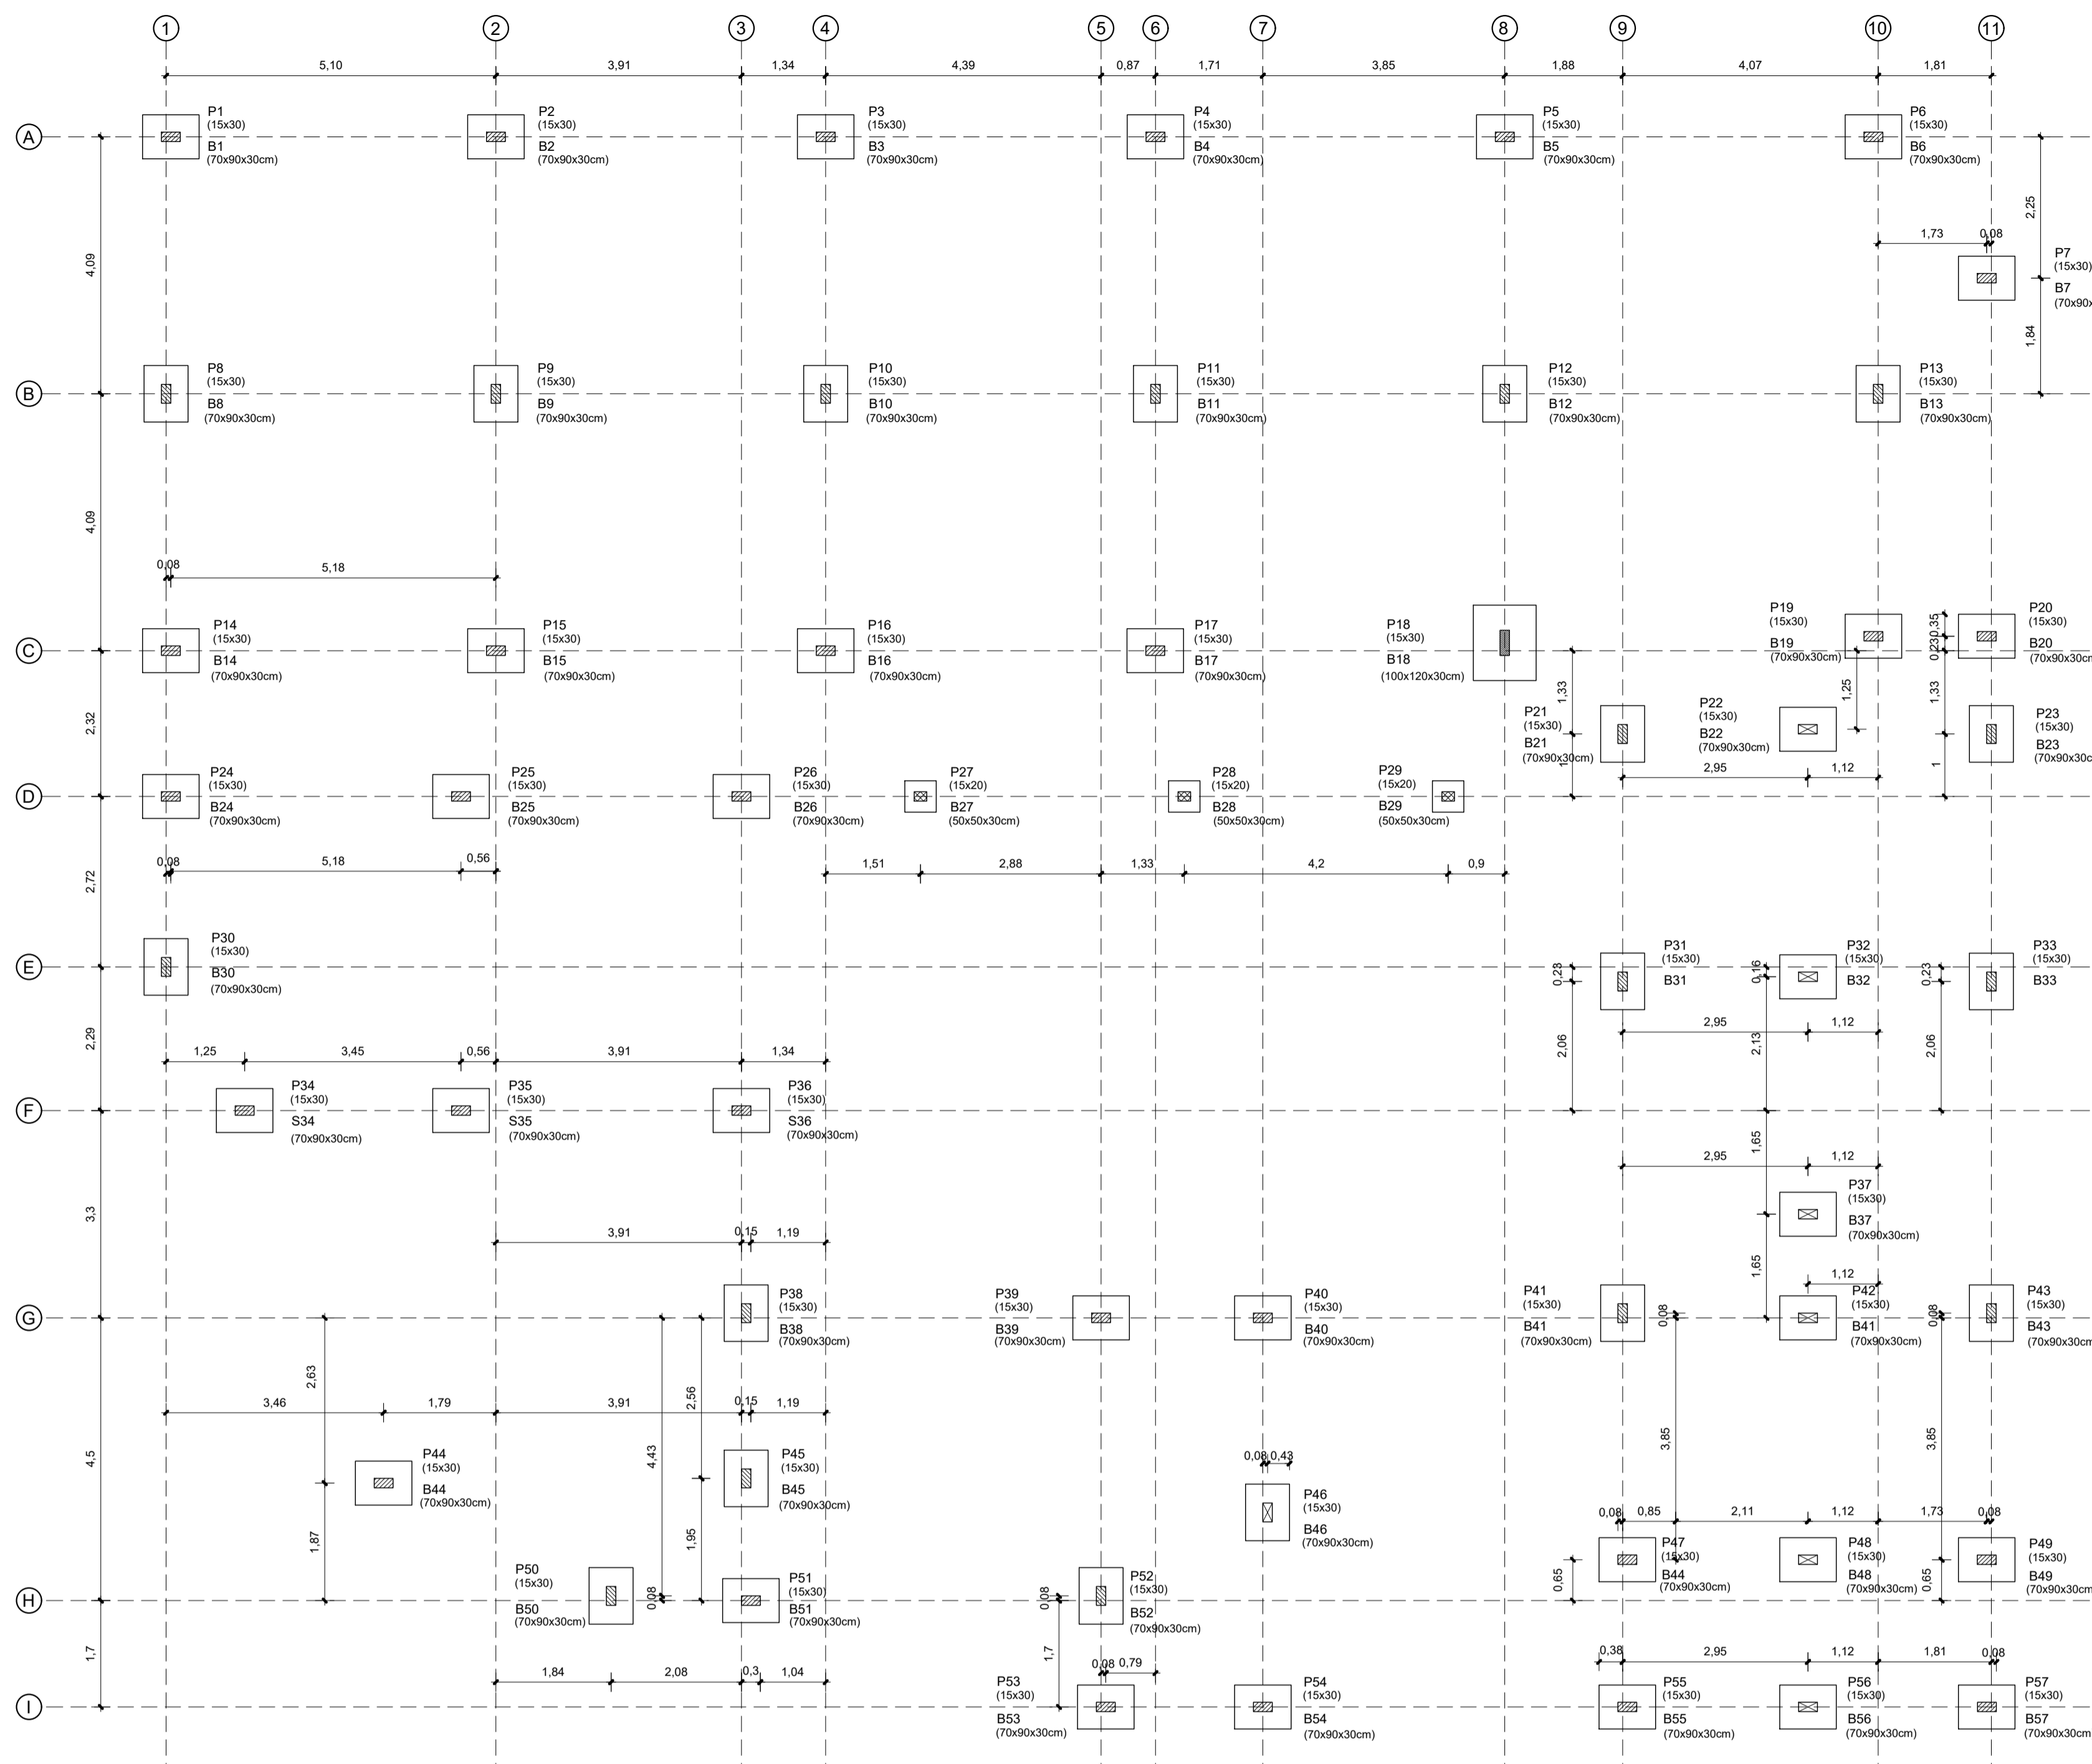 1 2 3 4 5 6 7 8 9 10 11
5,10 3,91 1,34 4,39 0,87 1,71 3,85 1,88 4,07 1,81
A
P1
(15x30)
B1
(70x90x30cm)
P2
(15x30)
B2
(70x90x30cm)
P3
(15x30)
B3
(70x90x30cm)
P4
(15x30)
B4
(70x90x30cm)
P5
(15x30)
B5
(70x90x30cm)
P6
(15x30)
B6
(70x90x30cm)
2,25
1,73 0,08
P7
(15x30)
B7
(70x90x
4,09
1,84
B
P8
(15x30)
B8
(70x90x30cm)
P9
(15x30)
B9
(70x90x30cm)
P10
(15x30)
B10
(70x90x30cm)
P11
(15x30)
B11
(70x90x30cm)
P12
(15x30)
B12
(70x90x30cm)
P13
(15x30)
B13
(70x90x30cm)
4,09
0,08 5,18
C
P14
(15x30)
B14
(70x90x30cm)
P15
(15x30)
B15
(70x90x30cm)
P16
(15x30)
B16
(70x90x30cm)
P17
(15x30)
B17
(70x90x30cm)
P18
(15x30)
B18
(100x120x30cm)
P19
(15x30)
B19
(70x90x30cm)
0,35
0,23
P20
(15x30)
B20
(70x90x30cm
2,32
1,33
1
P21
(15x30)
B21
(70x90x30cm)
P22
(15x30)
B22
(70x90x30cm)
1,25
1,33
1
P23
(15x30)
B23
(70x90x30cm
2,95 1,12
D
P24
(15x30)
B24
(70x90x30cm)
P25
(15x30)
B25
(70x90x30cm)
P26
(15x30)
B26
(70x90x30cm)
P27
(15x20)
B27
(50x50x30cm)
P28
(15x20)
B28
(50x50x30cm)
P29
(15x20)
B29
(50x50x30cm)
2,72
0,08 5,18 0,56
1,51 2,88 1,33 4,2 0,9
E
P30
(15x30)
B30
(70x90x30cm)
0,23
P31
(15x30)
B31
0,16
P32
(15x30)
B32
0,23
P33
(15x30)
B33
2,29
2,06
2,95 1,12
2,13
2,06
1,25 3,45 0,56 3,91 1,34
F
P34
(15x30)
S34
(70x90x30cm)
P35
(15x30)
S35
(70x90x30cm)
P36
(15x30)
S36
(70x90x30cm)
1,65
2,95 1,12
3,3
P37
(15x30)
B37
(70x90x30cm)
3,91 0,15 1,19
1,65
1,12
G
P38
(15x30)
B38
(70x90x30cm)
P39
(15x30)
B39
(70x90x30cm)
P40
(15x30)
B40
(70x90x30cm)
P41
(15x30)
B41
(70x90x30cm)
0,08
P42
(15x30)
B41
(70x90x30cm)
0,08
P43
(15x30)
B43
(70x90x30cm
2,63
2,56
3,46 1,79 3,91 0,15 1,19
4,5
4,43
3,85
3,85
P44
(15x30)
B44
(70x90x30cm)
P45
(15x30)
B45
(70x90x30cm)
0,08 0,43
P46
(15x30)
B46
(70x90x30cm)
1,87
1,95
0,08 0,85 2,11 1,12 1,73 0,08
0,65
P47
(15x30)
B44
(70x90x30cm)
P48
(15x30)
B48
(70x90x30cm)
0,65
P49
(15x30)
B49
(70x90x30cm
H
P50
(15x30)
B50
(70x90x30cm)
0,08
P51
(15x30)
B51
(70x90x30cm)
0,08
P52
(15x30)
B52
(70x90x30cm)
1,7
1,84 2,08 0,3 1,04
1,7
0,08 0,79
0,38 2,95 1,12 1,81 0,08
I
P53
(15x30)
B53
(70x90x30cm)
P54
(15x30)
B54
(70x90x30cm)
P55
(15x30)
B55
(70x90x30cm)
P56
(15x30)
B56
(70x90x30cm)
P57
(15x30)
B57
(70x90x30cm